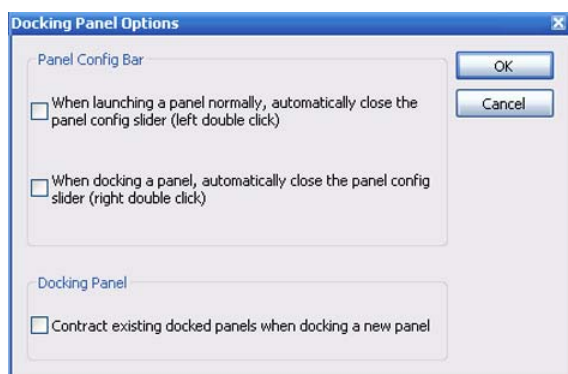 Docking Panel Options
Panel Config Bar
OK
When launching a panel normally, automatically close the
panel config slider (left double click)
Cancel
When docking a panel, automatically close the panel config
slider (right double click)
Docking Panel
Contract existing docked panels when docking a new panel